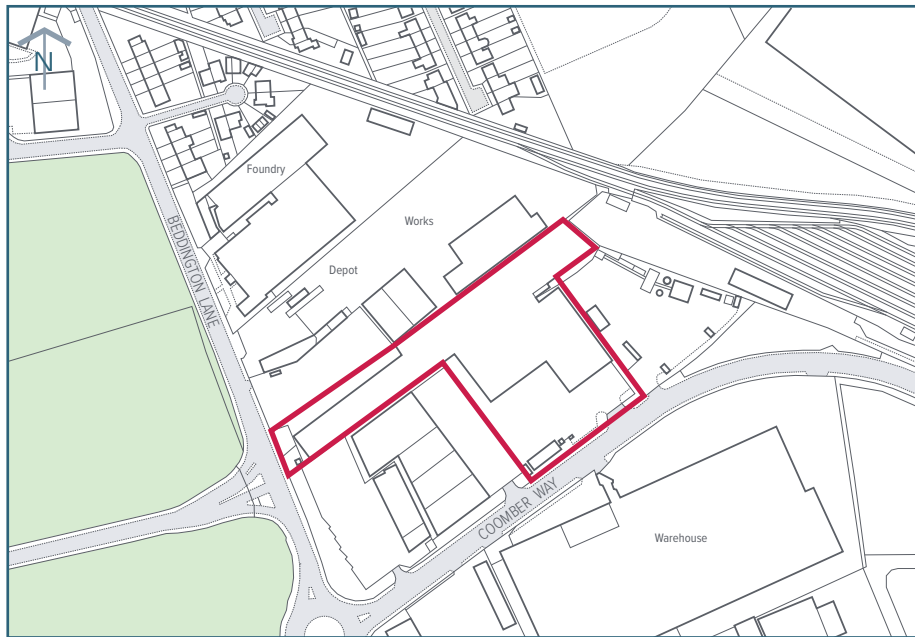 N
Foundry
Works
Depot
BEDDINGTON LANE
COOMBER WAY
Warehouse